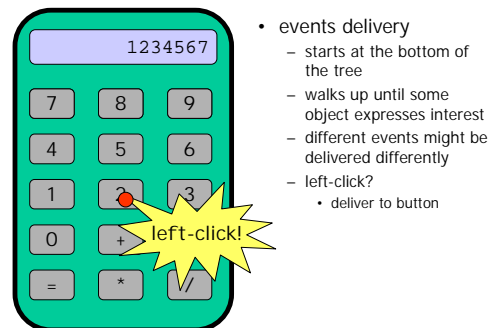 1234567
7 8 9
4 5 6
1 2 3
0 +
= * /
left-click!
• events delivery
– starts at the bottom of
the tree
– walks up until some
object expresses interest
– different events might be
delivered differently
– left-click?
• deliver to button